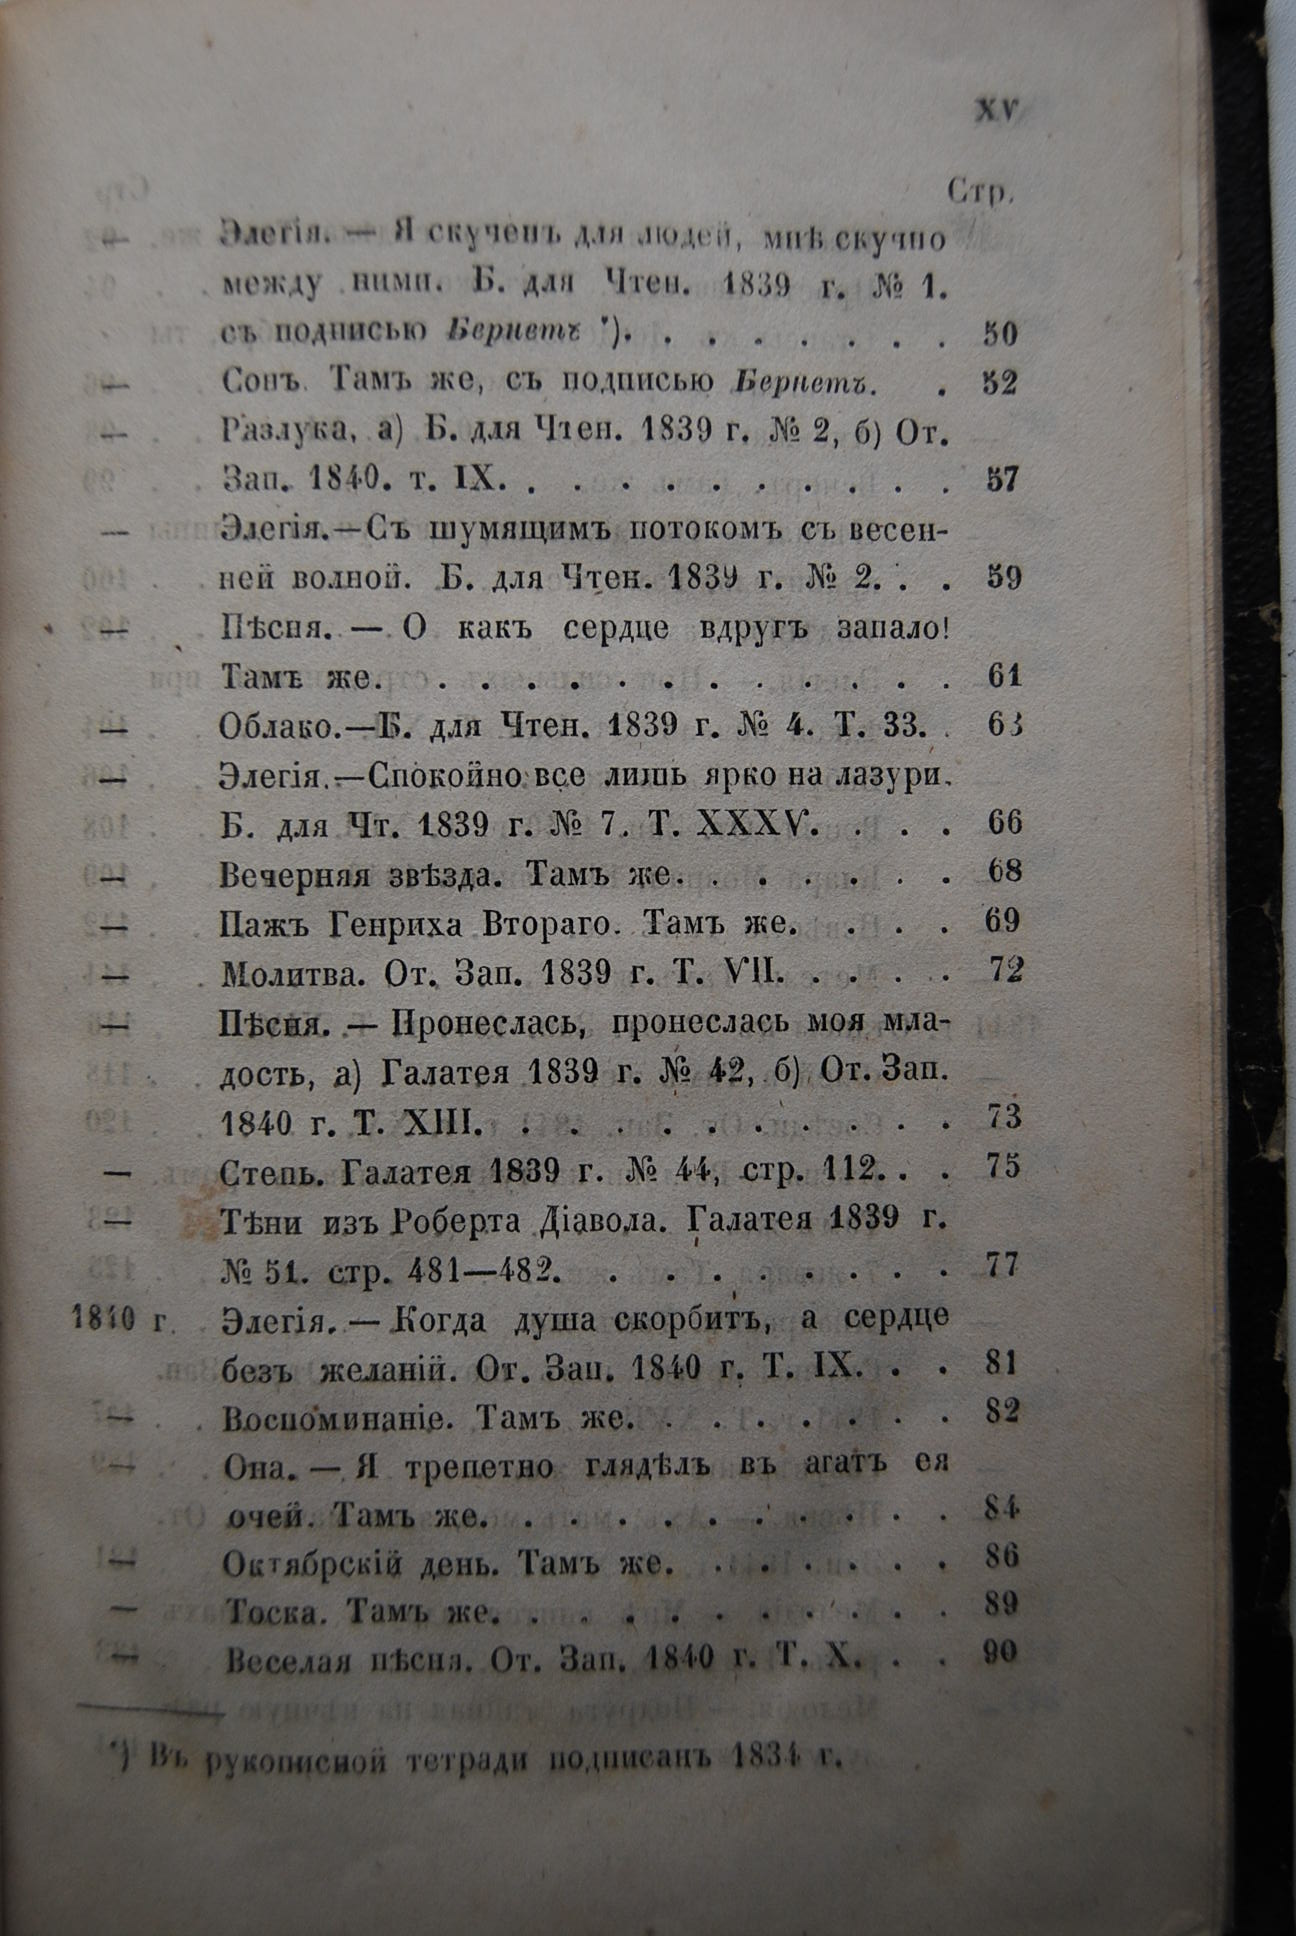 XV
Стр.
— Элегія. — Я скученъ для людей, мнѣ скучно
между ними. Б. для Чтен. 1839 г. № 1.
съ подписью Бернетъ *). . . . . . . . 50
— Сонъ. Тамъ же, съ подписью Бернетъ. . 52
— Разлука, а) Б. для Чтен. 1839 г. № 2, б) От.
Зап. 1840. т. IX. . . . . . . . . . . 57
— Элегія.—Съ шумящимъ потокомъ съ весен-
ней волной. Б. для Чтен. 1839 г. № 2. . . 59
— Пѣсня. — О какъ сердце вдругъ запало!
Тамъ же. . . . . . . . . . . . . 61
— Облако.—Б. для Чтен. 1839 г. № 4. Т. 33. . 63
— Элегія.—Спокойно все лишь ярко на лазури.
Б. для Чт. 1839 г. № 7. Т. XXXV. . . . 66
— Вечерняя звѣзда. Тамъ же. . . . . . . 68
— Пажъ Генриха Втораго. Тамъ же. . . . 69
— Молитва. От. Зап. 1839 г. Т. VII. . . . . 72
— Пѣсня. — Пронеслась, пронеслась моя мла-
дость, а) Галатея 1839 г. № 42, б) От. Зап.
1840 г. Т. XIII. . . . . . . . . . . 73
— Степь. Галатея 1839 г. № 44, стр. 112. . . 75
— Тѣни изъ Роберта Діавола. Галатея 1839 г.
№ 51. стр. 481—482. . . . . . . . . 77
1840 г. Элегія. — Когда душа скорбитъ, а сердце
безъ желаній. От. Зап. 1840 г. Т. IX. . . 81
— Воспоминаніе. Тамъ же. . . . . . . . 82
— Она. — Я трепетно глядѣлъ въ агатъ ея
очей. Тамъ же. . . . . . . . . . . 84
— Октябрскій день. Тамъ же. . . . . . . 86
— Тоска. Тамъ же. . . . . . . . . . . 89
— Веселая пѣсня. От. Зап. 1840 г. Т. X. . . 90
*) Въ рукописной тетради подписанъ 1834 г.